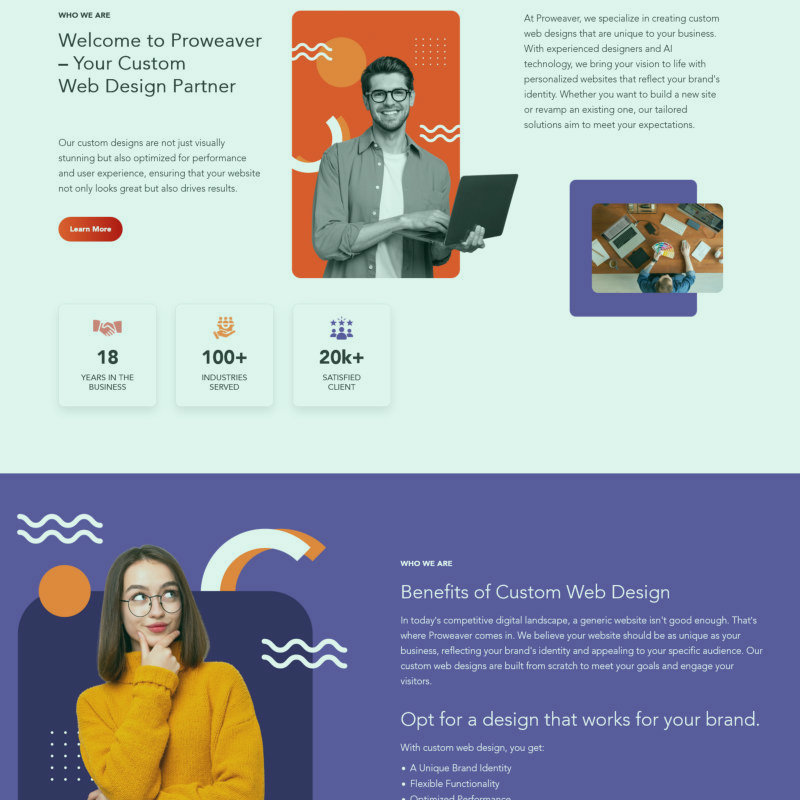 WHO WE ARE
Welcome to Proweaver
– Your Custom
Web Design Partner
Our custom designs are not just visually
stunning but also optimized for performance
and user experience, ensuring that your website
not only looks great but also drives results.
Learn More
At Proweaver, we specialize in creating custom
web designs that are unique to your business.
With experienced designers and AI
technology, we bring your vision to life with
personalized websites that reflect your brand's
identity. Whether you want to build a new site
or revamp an existing one, our tailored
solutions aim to meet your expectations.
18
YEARS IN THE
BUSINESS
100+
INDUSTRIES
SERVED
20k+
SATISFIED
CLIENT
WHO WE ARE
Benefits of Custom Web Design
In today's competitive digital landscape, a generic website isn't good enough. That's
where Proweaver comes in. We believe your website should be as unique as your
business, reflecting your brand's identity and appealing to your specific audience. Our
custom web designs are built from scratch to meet your goals and engage your
visitors.
Opt for a design that works for your brand.
With custom web design, you get:
• A Unique Brand Identity
• Flexible Functionality
• Optimized Performance